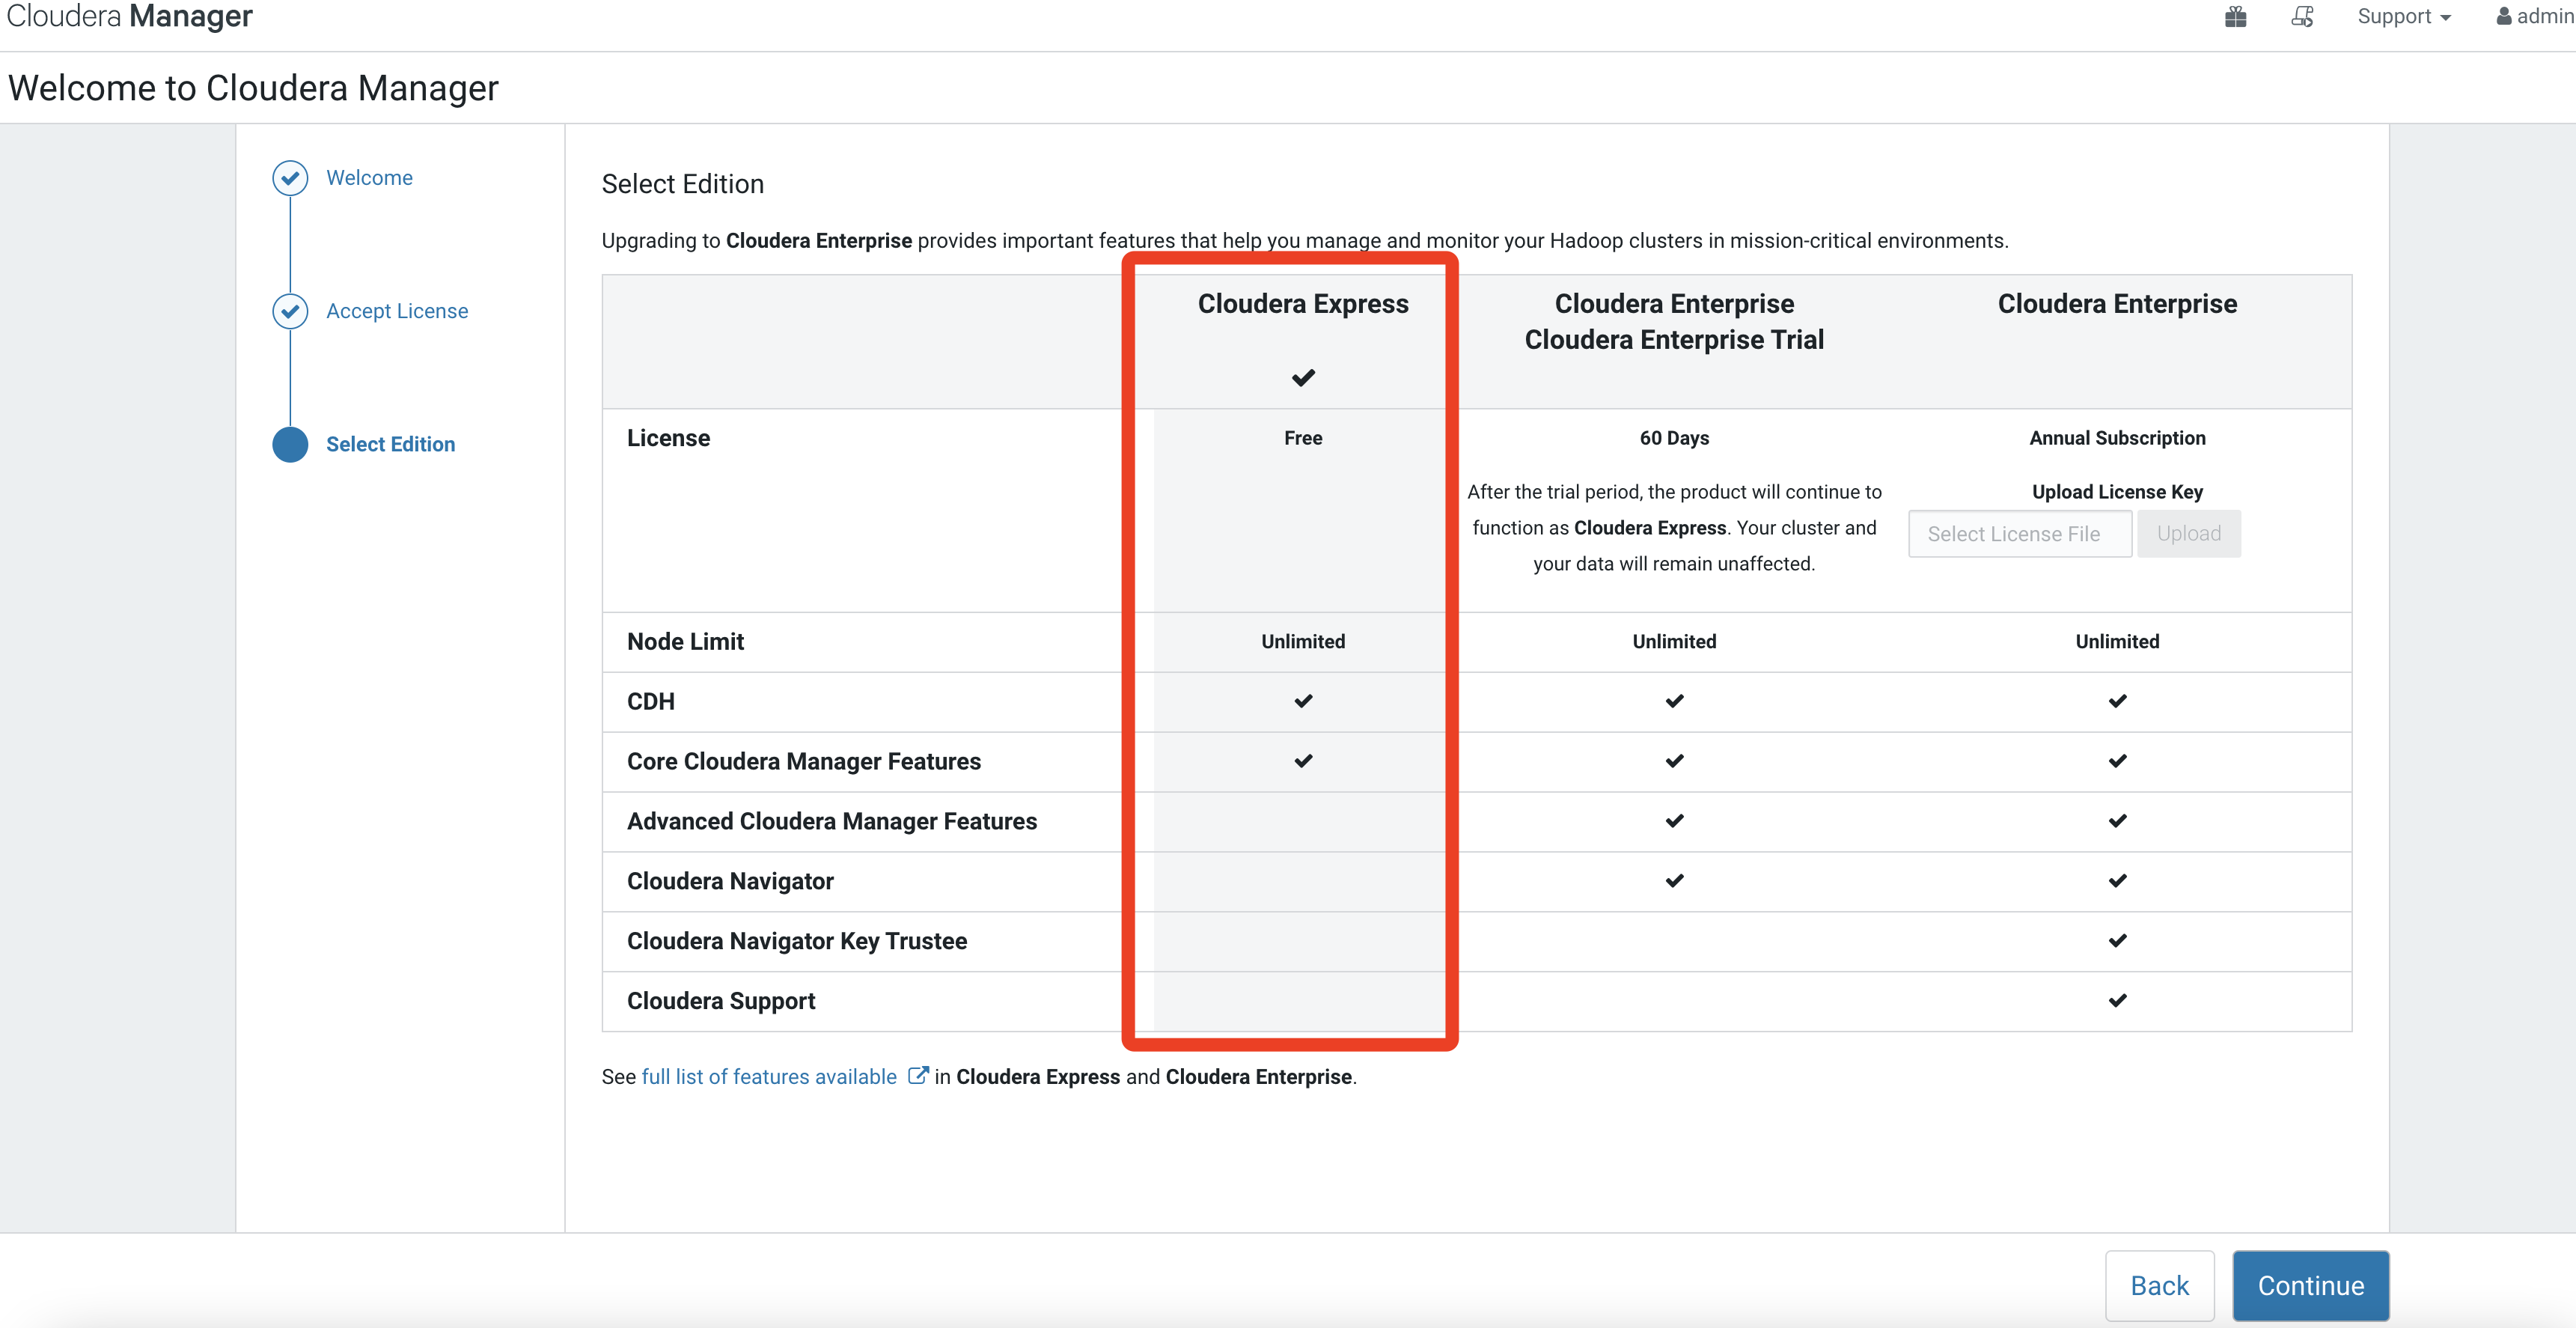 Cloudera Manager
Support
admin
Welcome to Cloudera Manager
Welcome
Accept License
Select Edition
Select Edition
Upgrading to Cloudera Enterprise provides important features that help you manage and monitor your Hadoop clusters in mission-critical environments.
Cloudera Express
Cloudera Enterprise
Cloudera Enterprise Trial
Cloudera Enterprise
License
Free
60 Days
After the trial period, the product will continue to
function as Cloudera Express. Your cluster and
your data will remain unaffected.
Annual Subscription
Upload License Key
Select License File
Upload
Node Limit
Unlimited
Unlimited
Unlimited
CDH
Core Cloudera Manager Features
Advanced Cloudera Manager Features
Cloudera Navigator
Cloudera Navigator Key Trustee
Cloudera Support
See full list of features available in Cloudera Express and Cloudera Enterprise.
Back
Continue